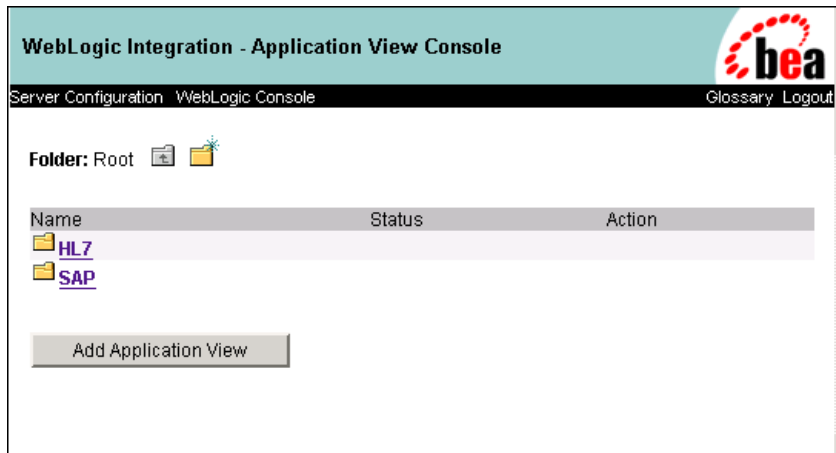 WebLogic Integration - Application View Console
bea
Server Configuration WebLogic Console Glossary Logout
Folder: Root
Name Status Action
HL7
SAP
Add Application View